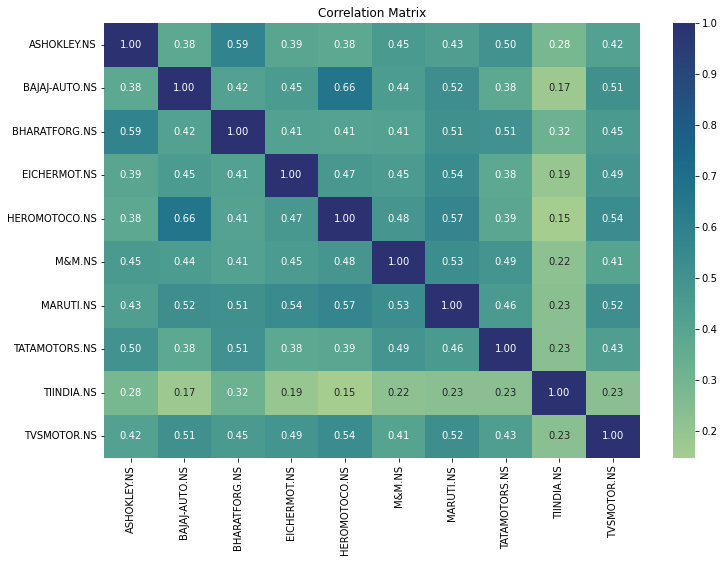 Correlation Matrix
ASHOKLEY.NS 1.00 0.38 0.59 0.39 0.38 0.45 0.43 0.50 0.28 0.42
BAJAJ-AUTO.NS 0.38 1.00 0.42 0.45 0.66 0.44 0.52 0.38 0.17 0.51
BHARATFORG.NS 0.59 0.42 1.00 0.41 0.41 0.41 0.51 0.51 0.32 0.45
EICHERMOT.NS 0.39 0.45 0.41 1.00 0.47 0.45 0.54 0.38 0.19 0.49
HEROMOTOCO.NS 0.38 0.66 0.41 0.47 1.00 0.48 0.57 0.39 0.15 0.54
M&M.NS 0.45 0.44 0.41 0.45 0.48 1.00 0.53 0.49 0.22 0.41
MARUTI.NS 0.43 0.52 0.51 0.54 0.57 0.53 1.00 0.46 0.23 0.52
TATAMOTORS.NS 0.50 0.38 0.51 0.38 0.39 0.49 0.46 1.00 0.23 0.43
TIINDIA.NS 0.28 0.17 0.32 0.19 0.15 0.22 0.23 0.23 1.00 0.23
TVSMOTOR.NS 0.42 0.51 0.45 0.49 0.54 0.41 0.52 0.43 0.23 1.00
ASHOKLEY.NS
BAJAJ-AUTO.NS
BHARATFORG.NS
EICHERMOT.NS
HEROMOTOCO.NS
M&M.NS
MARUTI.NS
TATAMOTORS.NS
TIINDIA.NS
TVSMOTOR.NS
1.0
0.9
0.8
0.7
0.6
0.5
0.4
0.3
0.2